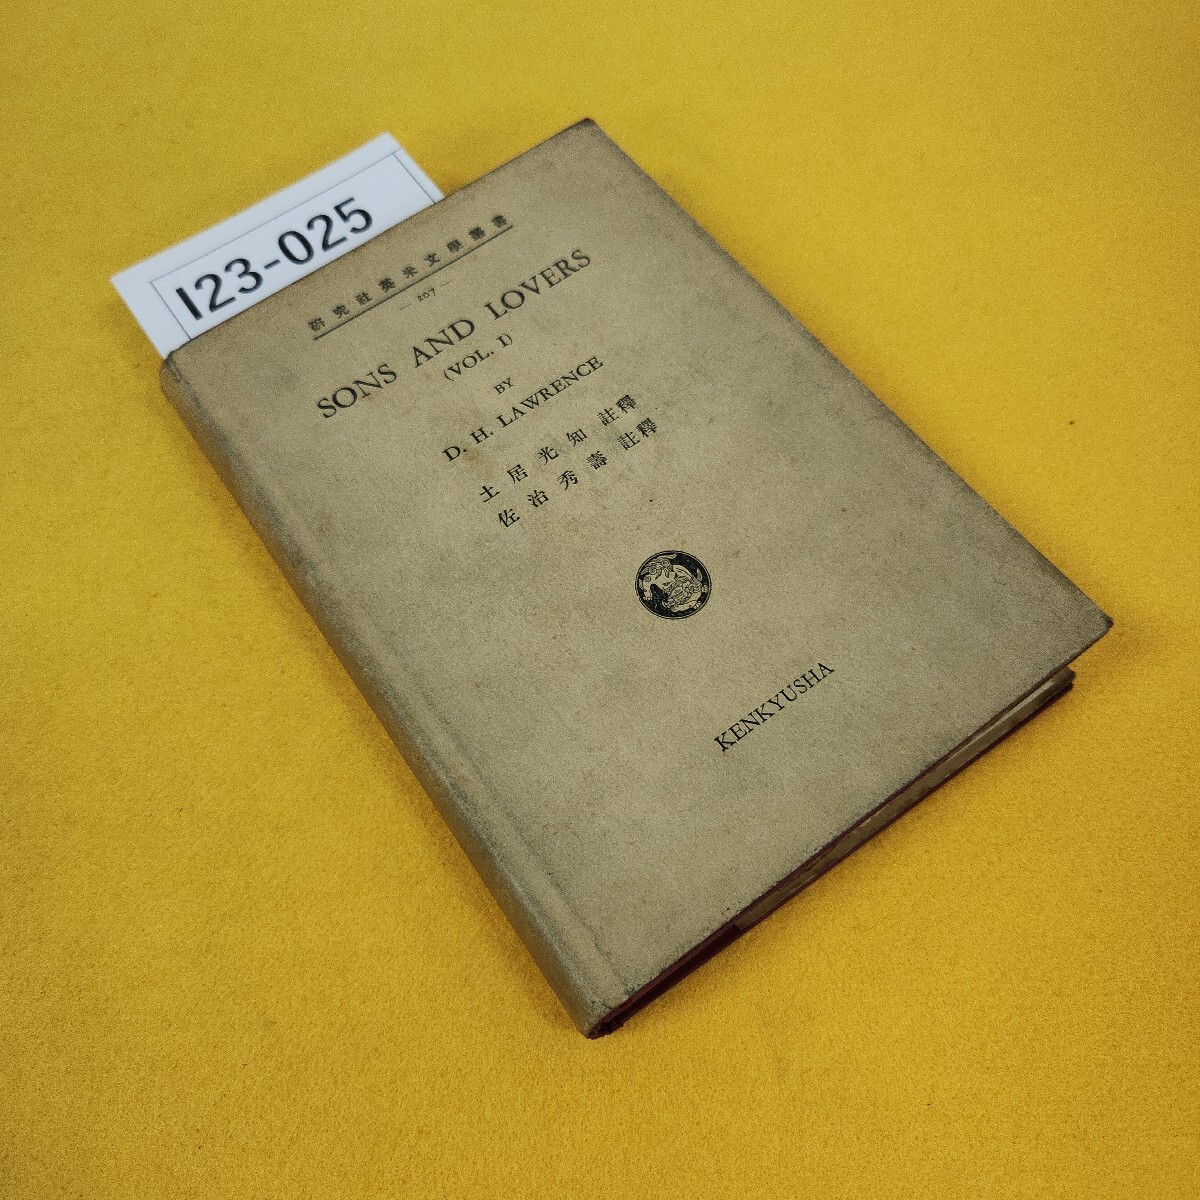 I23-025
研究社英米文學叢書
— 207 —
SONS AND LOVERS
(VOL. I)
BY
D. H. LAWRENCE
土居光知 註釋
佐治秀壽 註釋
KENKYUSHA